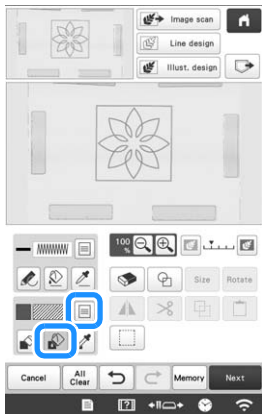 Image scan
Line design
Illust. design
100 %
Size Rotate
Cancel All Clear Memory Next